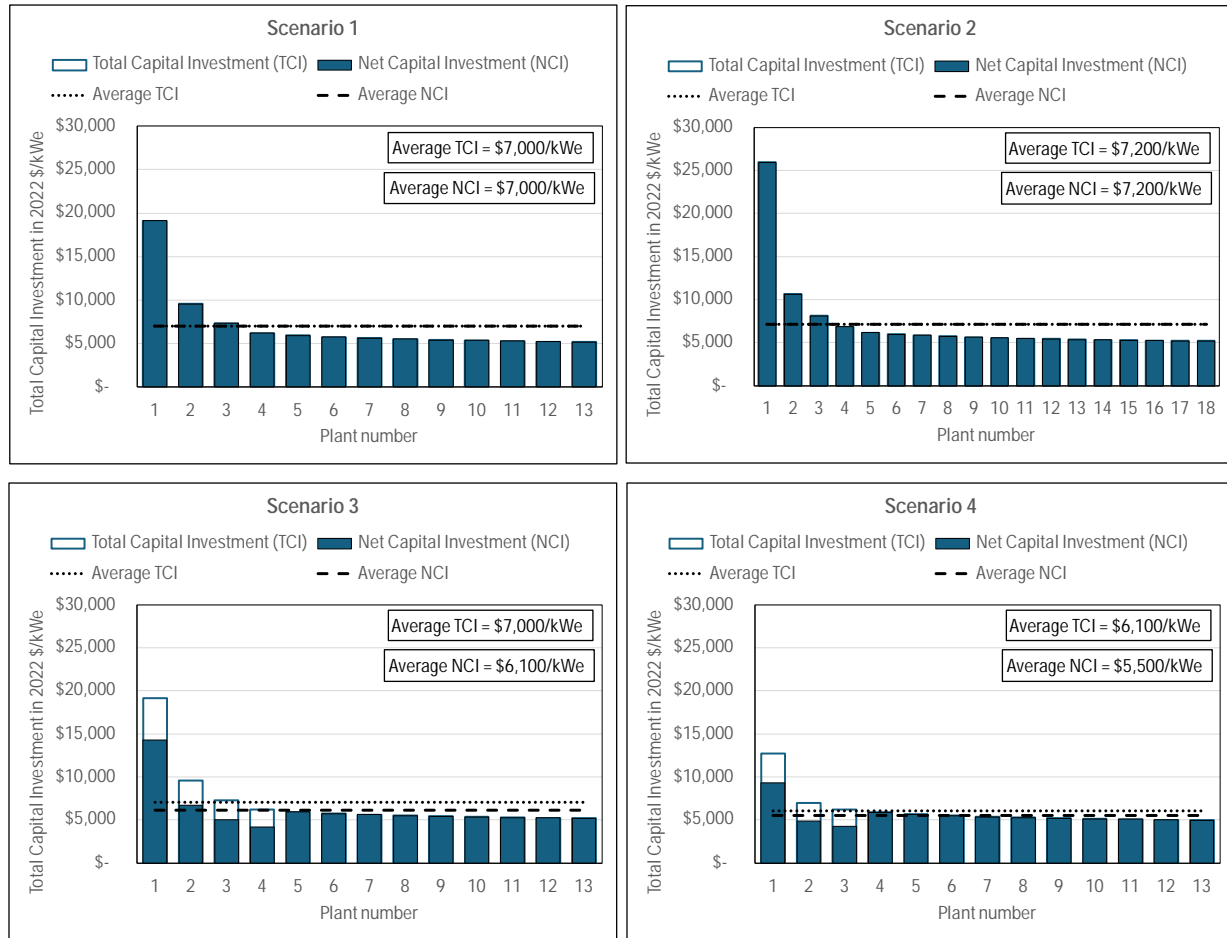 Scenario 1
Total Capital Investment (TCI) Net Capital Investment (NCI)
Average TCI Average NCI
Total Capital Investment in 2022 $/kWe
$30,000
$25,000
$20,000
$15,000
$10,000
$5,000
$-
Average TCI = $7,000/kWe
Average NCI = $7,000/kWe
1 2 3 4 5 6 7 8 9 10 11 12 13
Plant number
Scenario 2
Total Capital Investment (TCI) Net Capital Investment (NCI)
Average TCI Average NCI
Total Capital Investment in 2022 $/kWe
$30,000
$25,000
$20,000
$15,000
$10,000
$5,000
$-
Average TCI = $7,200/kWe
Average NCI = $7,200/kWe
1 2 3 4 5 6 7 8 9 10 11 12 13 14 15 16 17 18
Plant number
Scenario 3
Total Capital Investment (TCI) Net Capital Investment (NCI)
Average TCI Average NCI
Total Capital Investment in 2022 $/kWe
$30,000
$25,000
$20,000
$15,000
$10,000
$5,000
$-
Average TCI = $7,000/kWe
Average NCI = $6,100/kWe
1 2 3 4 5 6 7 8 9 10 11 12 13
Plant number
Scenario 4
Total Capital Investment (TCI) Net Capital Investment (NCI)
Average TCI Average NCI
Total Capital Investment in 2022 $/kWe
$30,000
$25,000
$20,000
$15,000
$10,000
$5,000
$-
Average TCI = $6,100/kWe
Average NCI = $5,500/kWe
1 2 3 4 5 6 7 8 9 10 11 12 13
Plant number